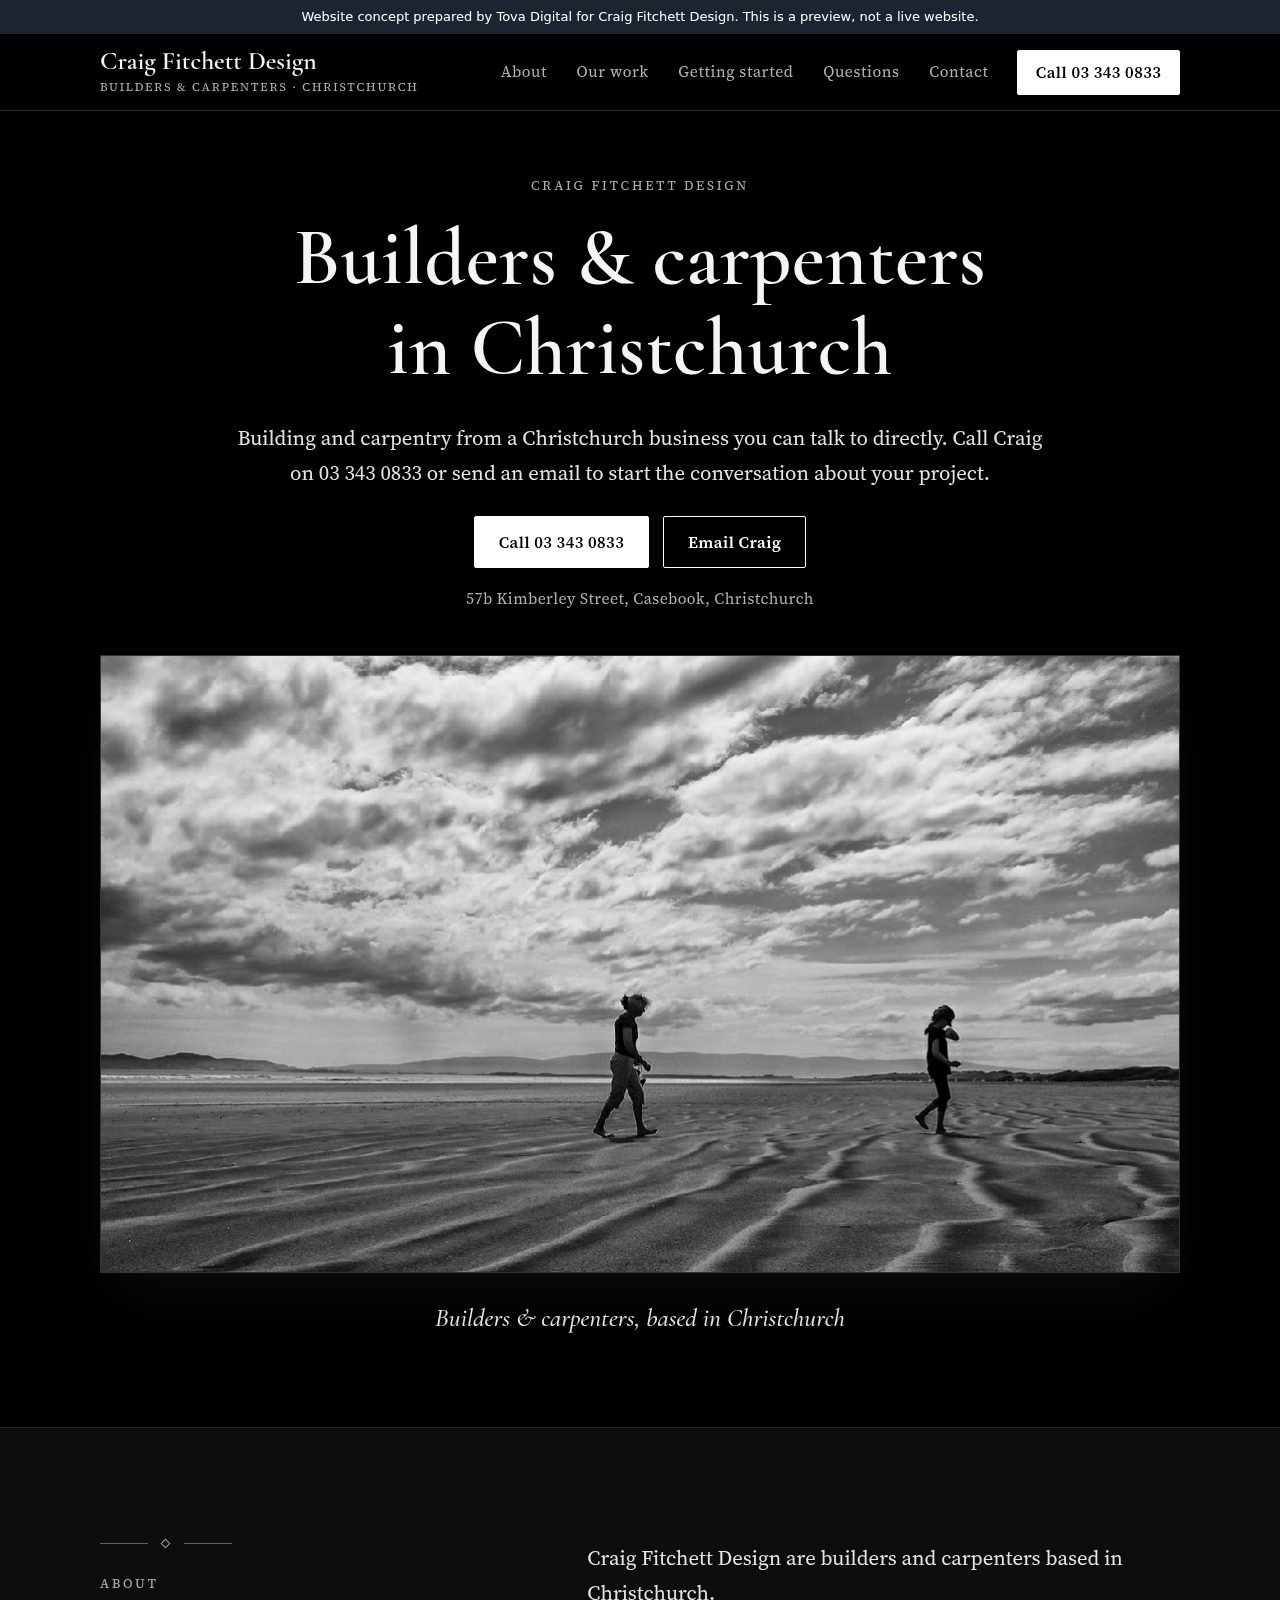 Website concept prepared by Tova Digital for Craig Fitchett Design. This is a preview, not a live website.
Craig Fitchett Design
BUILDERS & CARPENTERS · CHRISTCHURCH
About Our work Getting started Questions Contact Call 03 343 0833
CRAIG FITCHETT DESIGN
Builders & carpenters
in Christchurch
Building and carpentry from a Christchurch business you can talk to directly. Call Craig
on 03 343 0833 or send an email to start the conversation about your project.
Call 03 343 0833 Email Craig
57b Kimberley Street, Casebook, Christchurch
Builders & carpenters, based in Christchurch
ABOUT
Craig Fitchett Design are builders and carpenters based in
Christchurch.